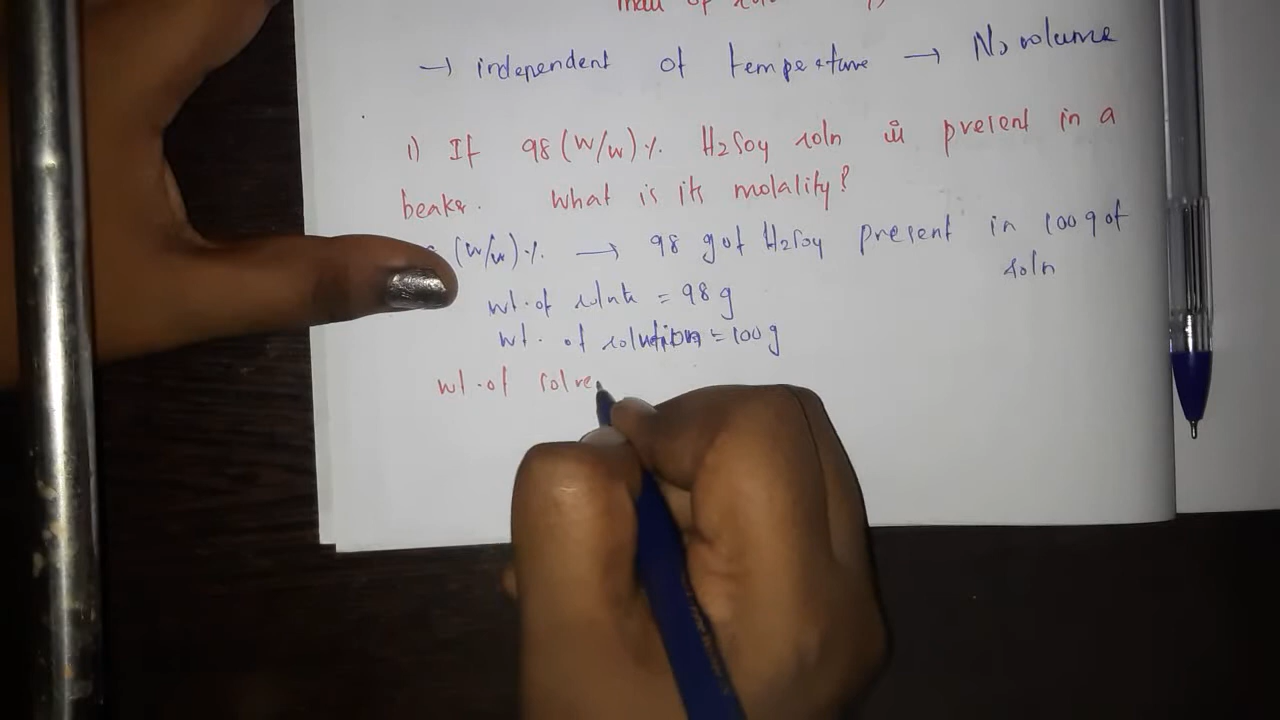 → independent of temperature → No volume
1) If 98 (w/w) % H2SO4 soln is present in a
beaker. What is its molality?
(w/w) % → 98 g of H2SO4 present in 100 g of
soln
wt. of solute = 98 g
wt. of solution = 100 g
wt. of solve